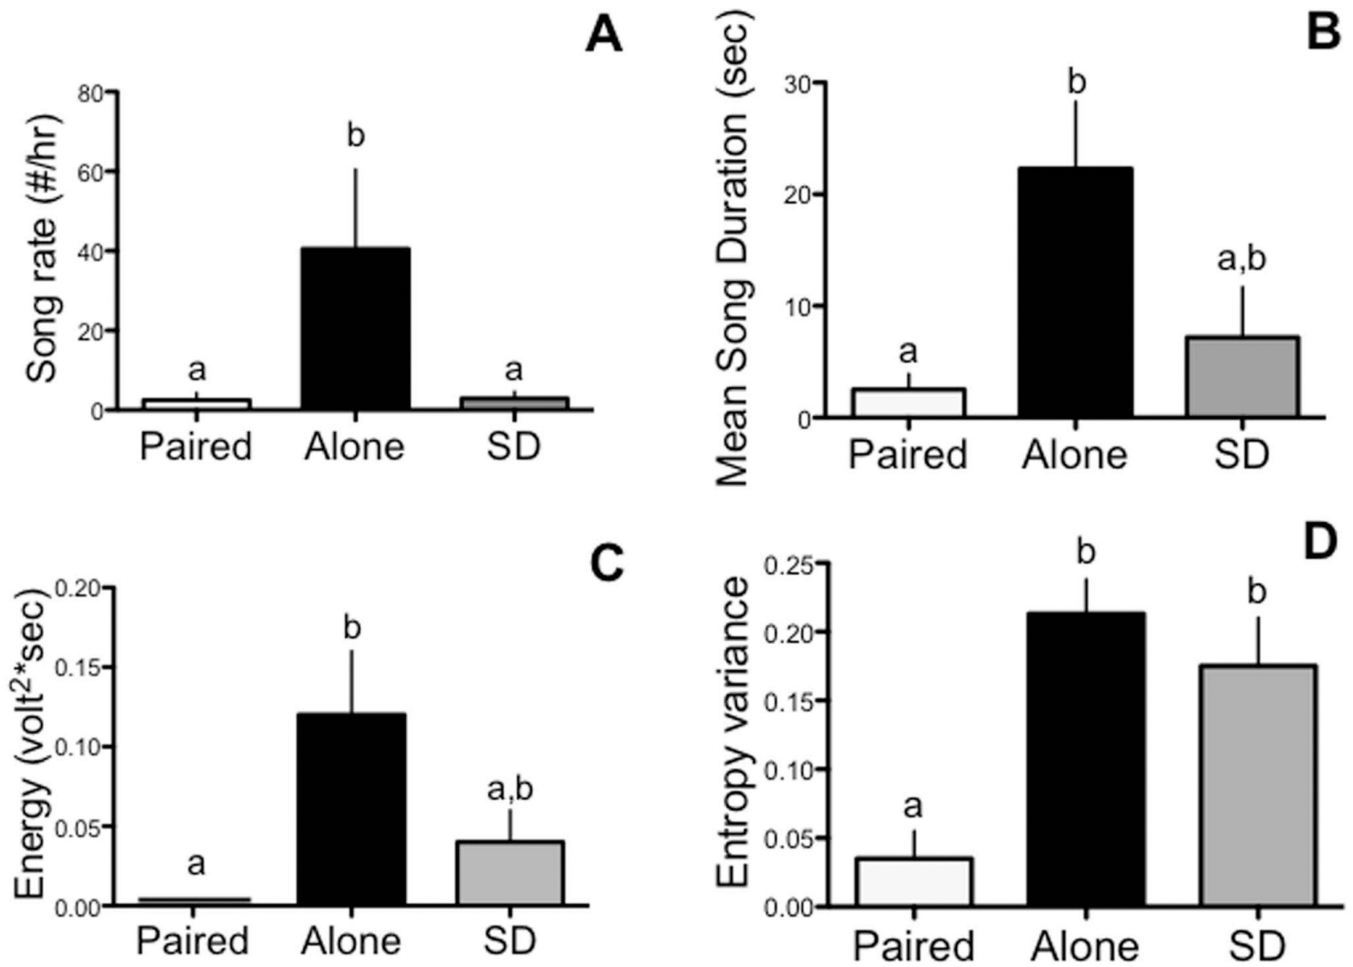 A
Song rate (#/hr)
80
60
40
20
0
a
b
a
Paired Alone SD
B
Mean Song Duration (sec)
30
20
10
0
a
b
a,b
Paired Alone SD
C
Energy (volt2*sec)
0.20
0.15
0.10
0.05
0.00
a
b
a,b
Paired Alone SD
D
Entropy variance
0.25
0.20
0.15
0.10
0.05
0.00
a
b
b
Paired Alone SD